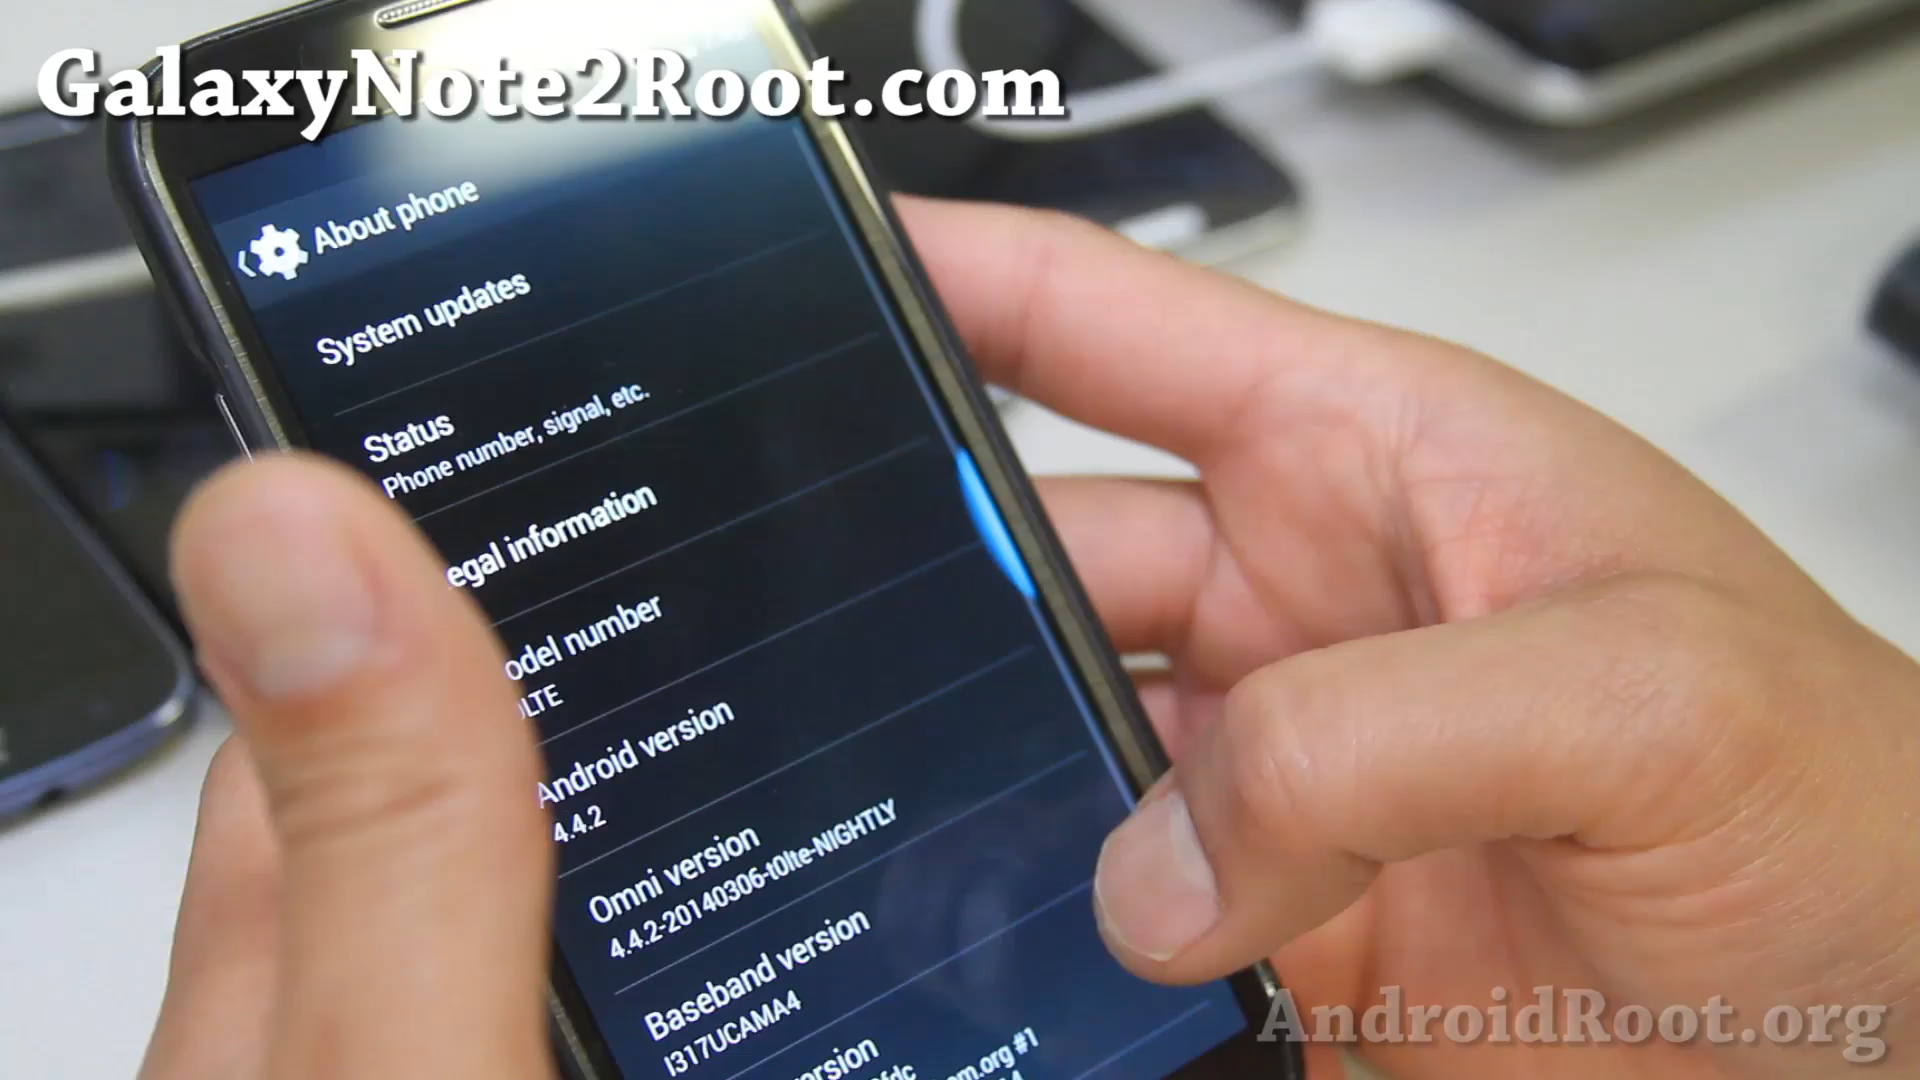 GalaxyNote2Root.com
About phone
System updates
Status
Phone number, signal, etc.
egal information
odel number
LTE
Android version
4.4.2
Omni version
4.4.2-20140306-t0lte-NIGHTLY
Baseband version
I317UCAMA4
#1
AndroidRoot.org